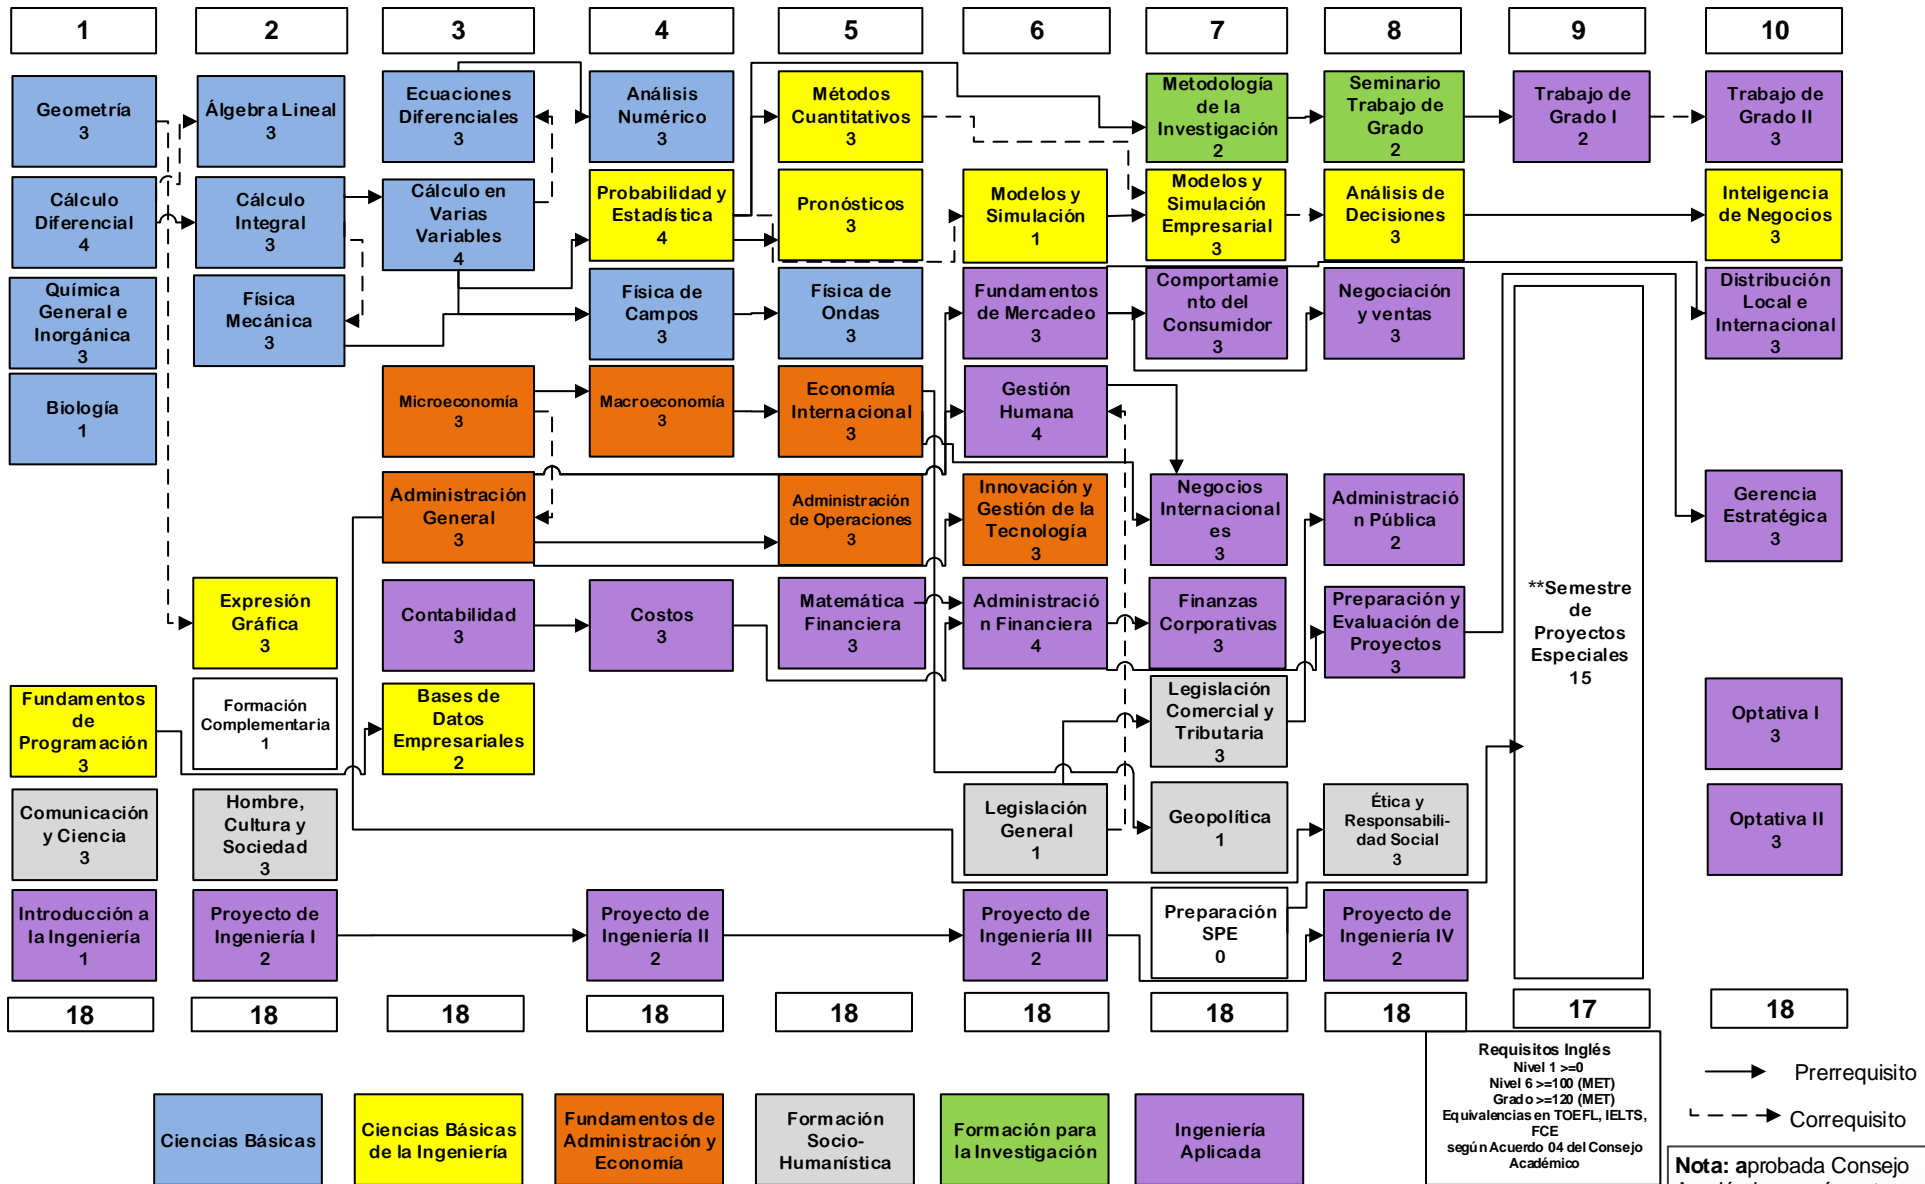 1
2
3
4
5
6
7
8
9
10
Geometría
3
Cálculo
Diferencial
4
Química
General e
Inorgánica
3
Biología
1
Fundamentos
de
Programación
3
Comunicación
y Ciencia
3
Introducción a
la Ingeniería
1
18
Álgebra Lineal
3
Cálculo
Integral
3
Física
Mecánica
3
Expresión
Gráfica
3
Formación
Complementaria
1
Hombre,
Cultura y
Sociedad
3
Proyecto de
Ingeniería I
2
18
Ecuaciones
Diferenciales
3
Cálculo en
Varias
Variables
4
Microeconomía
3
Administración
General
3
Contabilidad
3
Bases de
Datos
Empresariales
2
18
Análisis
Numérico
3
Probabilidad y
Estadística
4
Física de
Campos
3
Macroeconomía
3
Costos
3
Proyecto de
Ingeniería II
2
18
Métodos
Cuantitativos
3
Pronósticos
3
Física de
Ondas
3
Economía
Internacional
3
Administración
de Operaciones
3
Matemática
Financiera
3
18
Modelos y
Simulación
1
Fundamentos
de Mercadeo
3
Gestión
Humana
4
Innovación y
Gestión de la
Tecnología
3
Administració
n Financiera
4
Legislación
General
1
Proyecto de
Ingeniería III
2
18
Metodología
de la
Investigación
2
Modelos y
Simulación
Empresarial
3
Comportamie
nto del
Consumidor
3
Negocios
Internacional
es
3
Finanzas
Corporativas
3
Legislación
Comercial y
Tributaria
3
Geopolítica
1
Preparación
SPE
0
18
Seminario
Trabajo de
Grado
2
Análisis de
Decisiones
3
Negociación
y ventas
3
Administració
n Pública
2
Preparación y
Evaluación de
Proyectos
3
Ética y
Responsabili-
dad Social
3
Proyecto de
Ingeniería IV
2
18
Trabajo de
Grado I
2
**Semestre
de
Proyectos
Especiales
15
17
Trabajo de
Grado II
3
Inteligencia
de Negocios
3
Distribución
Local e
Internacional
3
Gerencia
Estratégica
3
Optativa I
3
Optativa II
3
18
Ciencias Básicas
Ciencias Básicas
de la Ingeniería
Fundamentos de
Administración y
Economía
Formación
Socio-
Humanística
Formación para
la Investigación
Ingeniería
Aplicada
Requisitos Inglés
Nivel 1 >=0
Nivel 6 >=100 (MET)
Grado >=120 (MET)
Equivalencias en TOEFL, IELTS,
FCE
según Acuerdo 04 del Consejo
Académico
Prerrequisito
Correquisito
Nota: aprobada Consejo